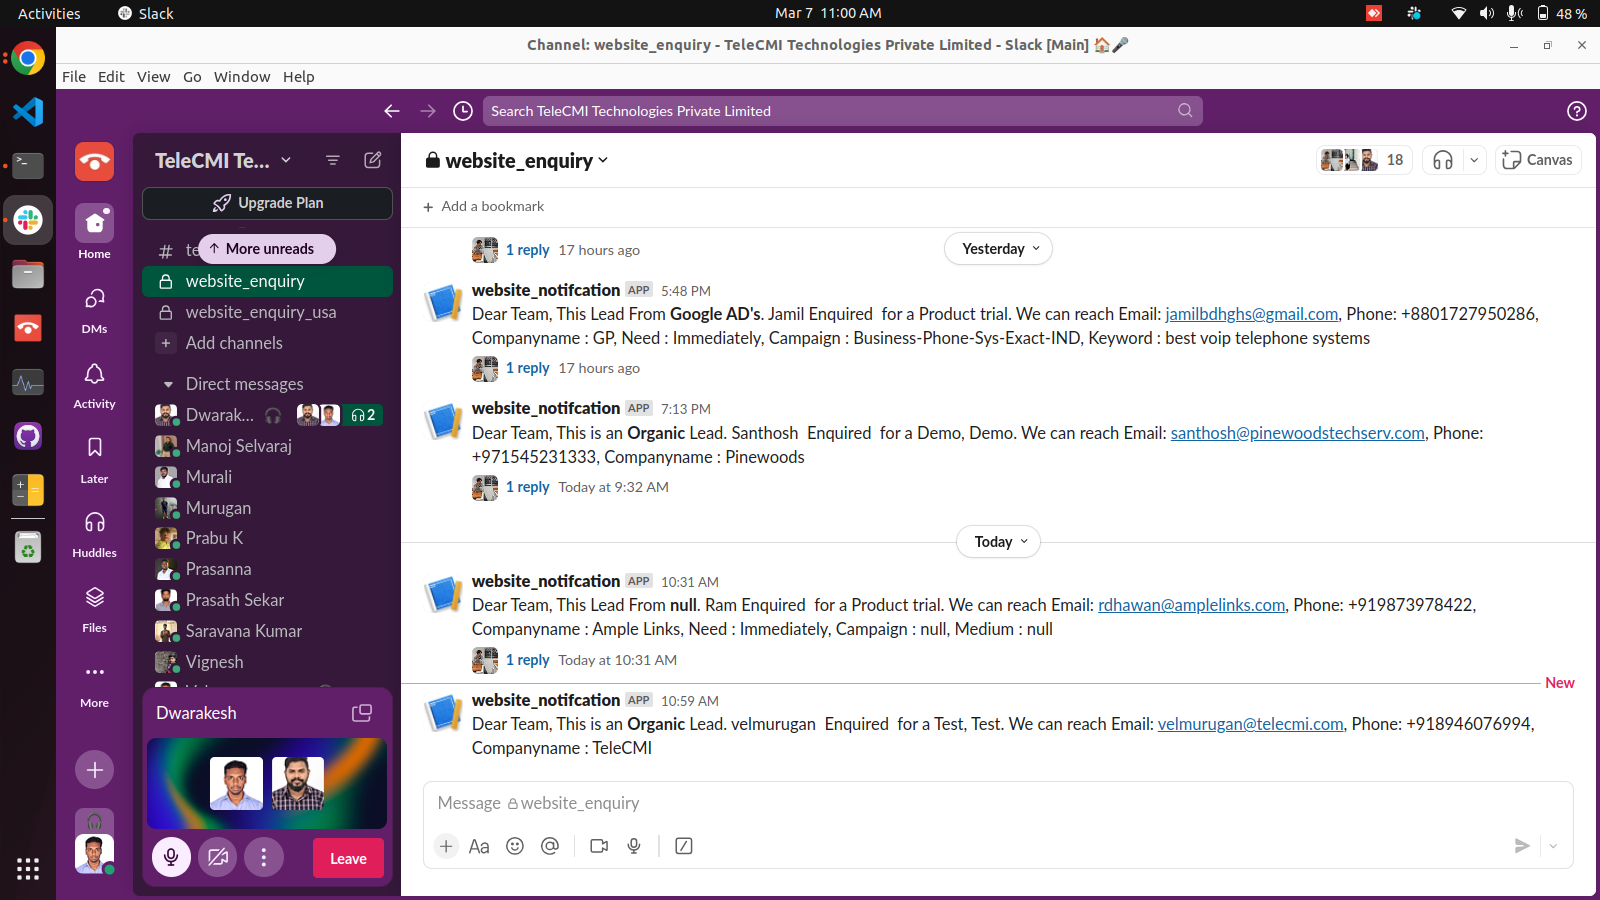 Activities
Slack
Mar 7 11:00 AM
48 %
Channel: website_enquiry - TeleCMI Technologies Private Limited - Slack [Main] 🏠🎤
File Edit View Go Window Help
Search TeleCMI Technologies Private Limited
Home
DMs
Activity
Later
Huddles
Files
More
TeleCMI Te...
Upgrade Plan
te
↑ More unreads
website_enquiry
website_enquiry_usa
+ Add channels
Direct messages
Dwarak...
2
Manoj Selvaraj
Murali
Murugan
Prabu K
Prasanna
Prasath Sekar
Saravana Kumar
Vignesh
Dwarakesh
Leave
website_enquiry
18
Canvas
+ Add a bookmark
1 reply 17 hours ago
Yesterday
website_notifcation APP 5:48 PM
Dear Team, This Lead From Google AD's. Jamil Enquired for a Product trial. We can reach Email: jamilbdhghs@gmail.com, Phone: +8801727950286,
Companyname : GP, Need : Immediately, Campaign : Business-Phone-Sys-Exact-IND, Keyword : best voip telephone systems
1 reply 17 hours ago
website_notifcation APP 7:13 PM
Dear Team, This is an Organic Lead. Santhosh Enquired for a Demo, Demo. We can reach Email: santhosh@pinewoodstechserv.com, Phone:
+971545231333, Companyname : Pinewoods
1 reply Today at 9:32 AM
Today
website_notifcation APP 10:31 AM
Dear Team, This Lead From null. Ram Enquired for a Product trial. We can reach Email: rdhawan@amplelinks.com, Phone: +919873978422,
Companyname : Ample Links, Need : Immediately, Campaign : null, Medium : null
1 reply Today at 10:31 AM
New
website_notifcation APP 10:59 AM
Dear Team, This is an Organic Lead. velmurugan Enquired for a Test, Test. We can reach Email: velmurugan@telecmi.com, Phone: +918946076994,
Companyname : TeleCMI
Message website_enquiry
Aa